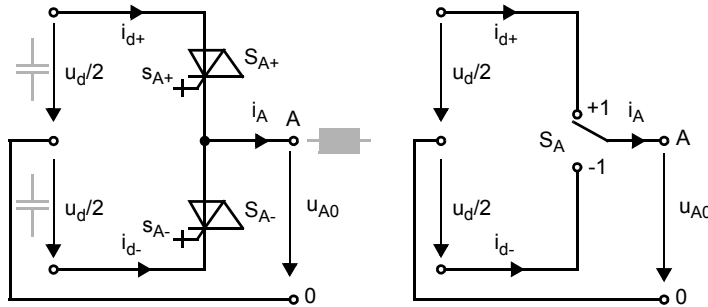 i_d+
u_d/2
s_A+
S_A+
i_A
A
u_d/2
s_A-
S_A-
u_A0
i_d-
0
i_d+
u_d/2
+1
i_A
S_A
A
-1
u_d/2
u_A0
i_d-
0